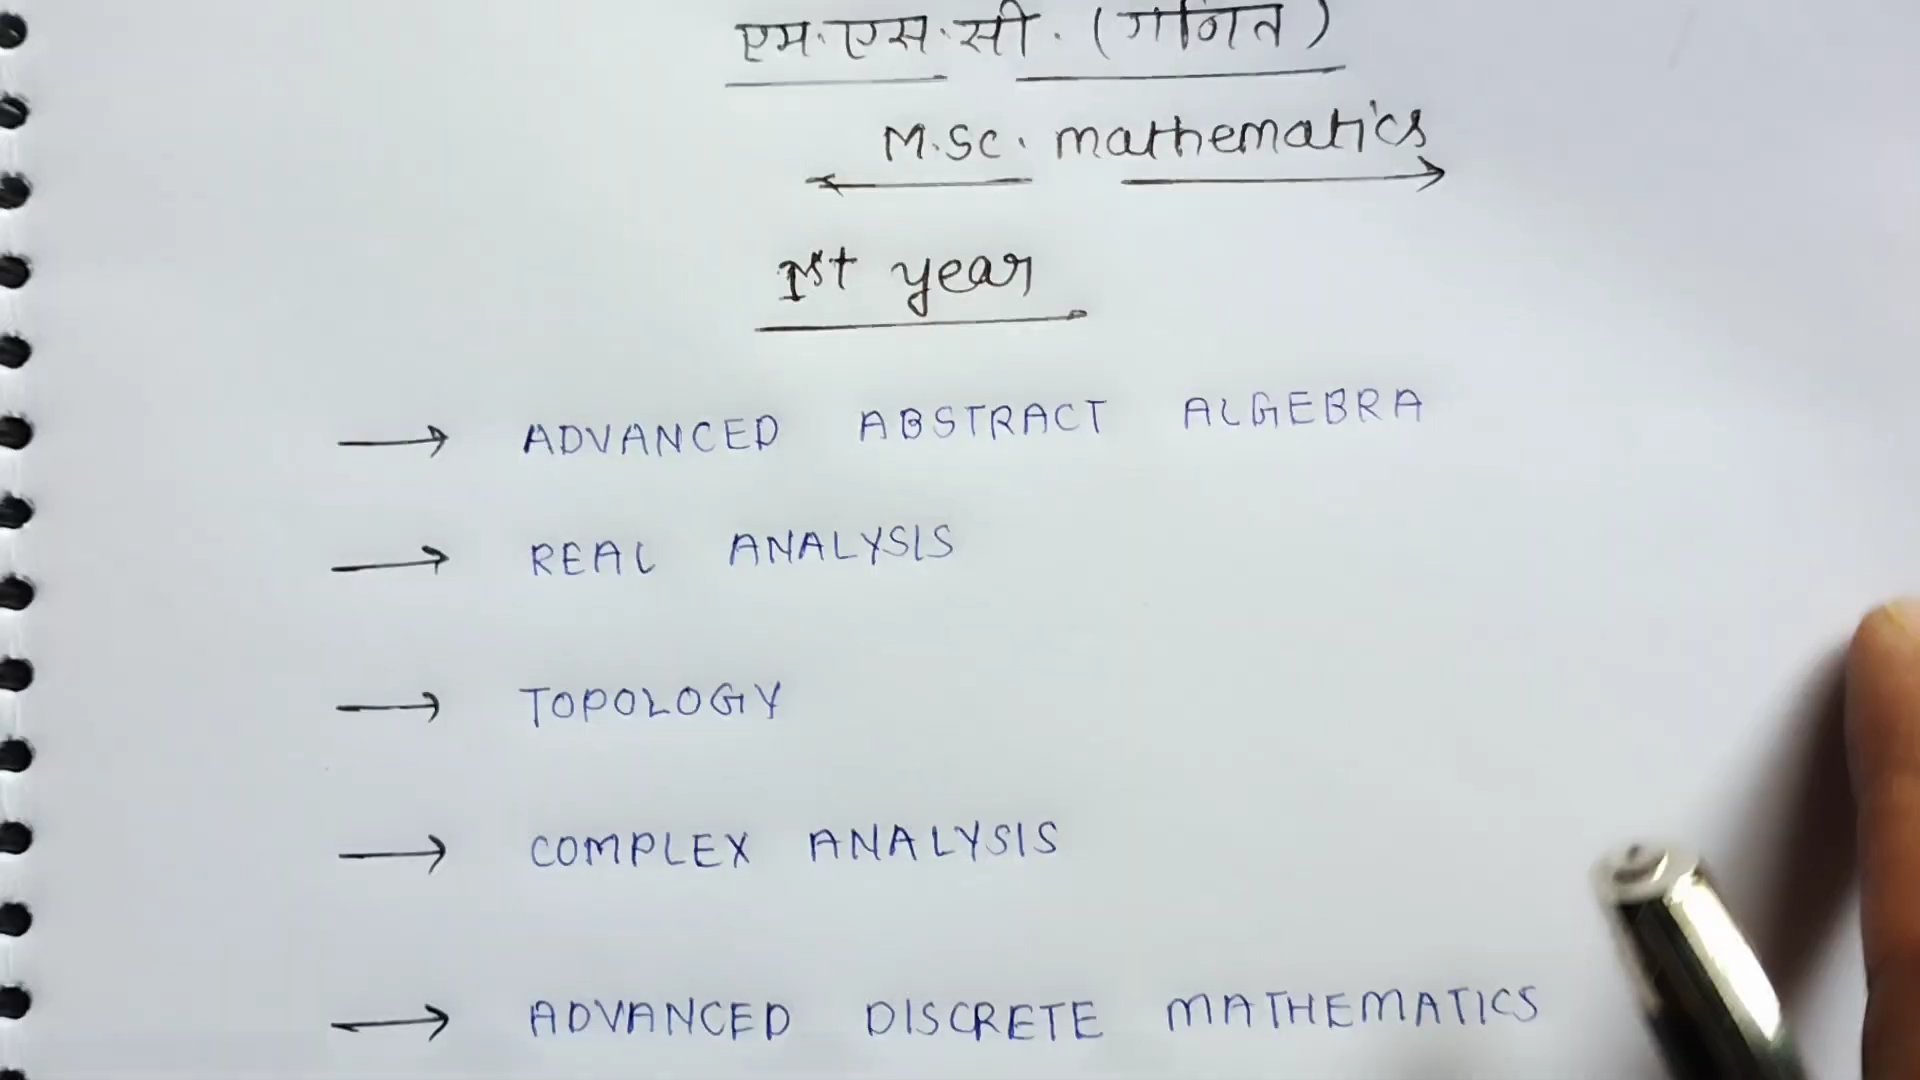 एम.एस.सी. (गणित)
M.Sc. mathematics
1st year
→ ADVANCED ABSTRACT ALGEBRA
→ REAL ANALYSIS
→ TOPOLOGY
→ COMPLEX ANALYSIS
→ ADVANCED DISCRETE MATHEMATICS